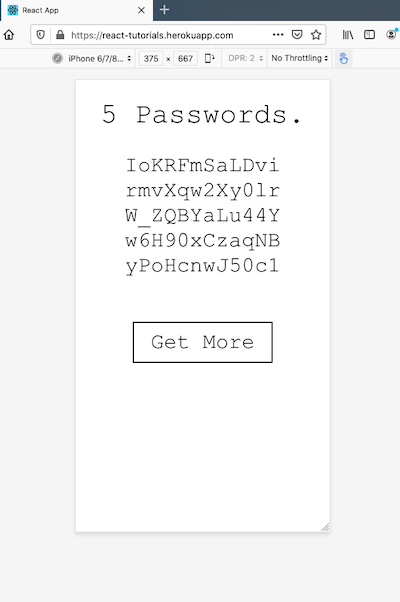 React App
https://react-tutorials.herokuapp.com
iPhone 6/7/8... 375 × 667 DPR: 2 No Throttling
5 Passwords.
IoKRFmSaLDvi
rmvXqw2Xy0lr
W_ZQBYaLu44Y
w6H90xCzaqNB
yPoHcnwJ50c1
Get More